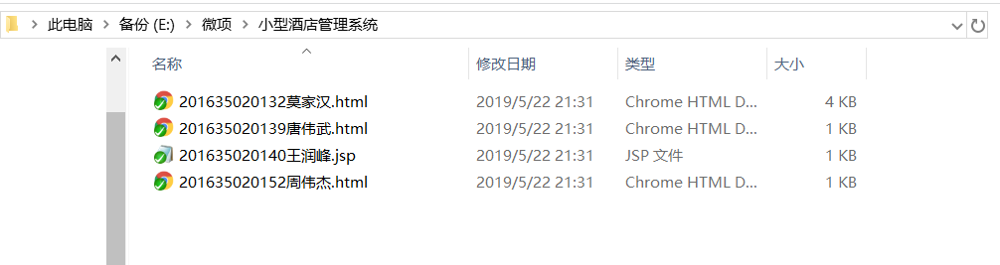 此电脑 > 备份 (E:) > 微项 > 小型酒店管理系统
名称 修改日期 类型 大小
201635020132莫家汉.html 2019/5/22 21:31 Chrome HTML D... 4 KB
201635020139唐伟武.html 2019/5/22 21:31 Chrome HTML D... 1 KB
201635020140王润峰.jsp 2019/5/22 21:31 JSP 文件 1 KB
201635020152周伟杰.html 2019/5/22 21:31 Chrome HTML D... 1 KB